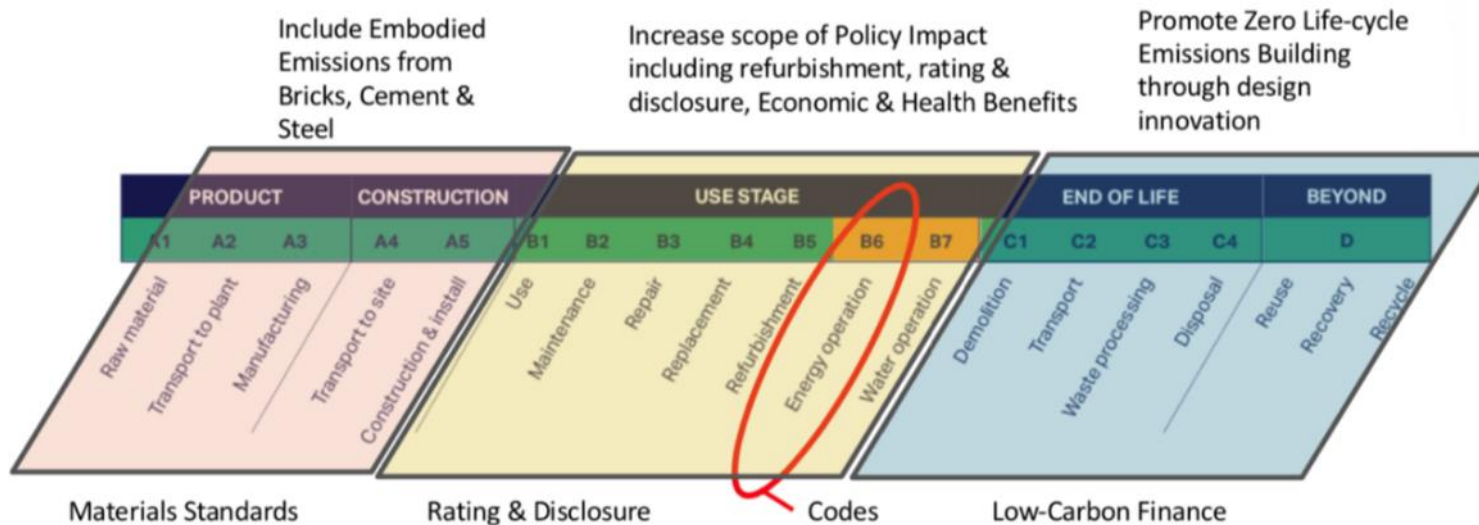 Include Embodied
Emissions from
Bricks, Cement &
Steel
Increase scope of Policy Impact
including refurbishment, rating &
disclosure, Economic & Health Benefits
Promote Zero Life-cycle
Emissions Building
through design
innovation
PRODUCT CONSTRUCTION USE STAGE END OF LIFE BEYOND
A1 A2 A3 A4 A5 B1 B2 B3 B4 B5 B6 B7 C1 C2 C3 C4 D
Raw material
Transport to plant
Manufacturing
Transport to site
Construction & install
Use
Maintenance
Repair
Replacement
Refurbishment
Energy operation
Water operation
Demolition
Transport
Waste processing
Disposal
Reuse
Recovery
Recycle
Materials Standards Rating & Disclosure Codes Low-Carbon Finance